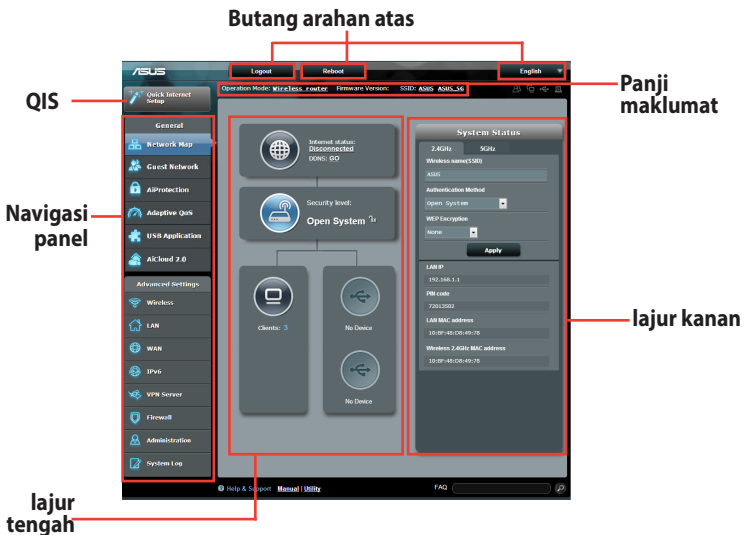 Butang arahan atas
ASUS
Logout
Reboot
English
Quick Internet
Setup
Operation Mode: Wireless router Firmware Version: SSID: ASUS ASUS_5G
QIS
Panji
maklumat
General
Network Map
Guest Network
AiProtection
Adaptive QoS
USB Application
AiCloud 2.0
Navigasi
panel
Advanced Settings
Wireless
LAN
WAN
IPv6
VPN Server
Firewall
Administration
System Log
Internet status:
Disconnected
DDNS: GO
Security level:
Open System
Clients: 3
No Device
No Device
System Status
2.4GHz 5GHz
Wireless name(SSID)
ASUS
Authentication Method
Open System
WEP Encryption
None
Apply
LAN IP
192.168.1.1
PIN code
72013502
LAN MAC address
10:BF:48:D8:49:78
Wireless 2.4GHz MAC address
10:BF:48:D8:49:78
lajur kanan
lajur
tengah
Help & Support Manual | Utility
FAQ